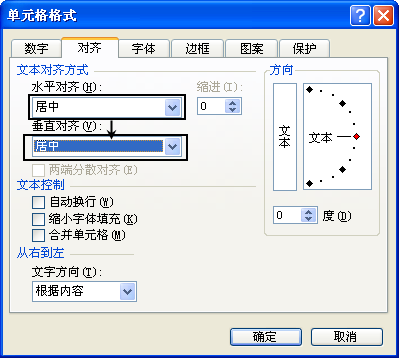 单元格格式
数字 对齐 字体 边框 图案 保护
文本对齐方式
水平对齐(H):
缩进(I):
居中
0
垂直对齐(V):
居中
两端分散对齐(E)
文本控制
自动换行(W)
缩小字体填充(K)
合并单元格(M)
从右到左
文字方向(T):
根据内容
方向
文本
文本
0 度(D)
确定 取消